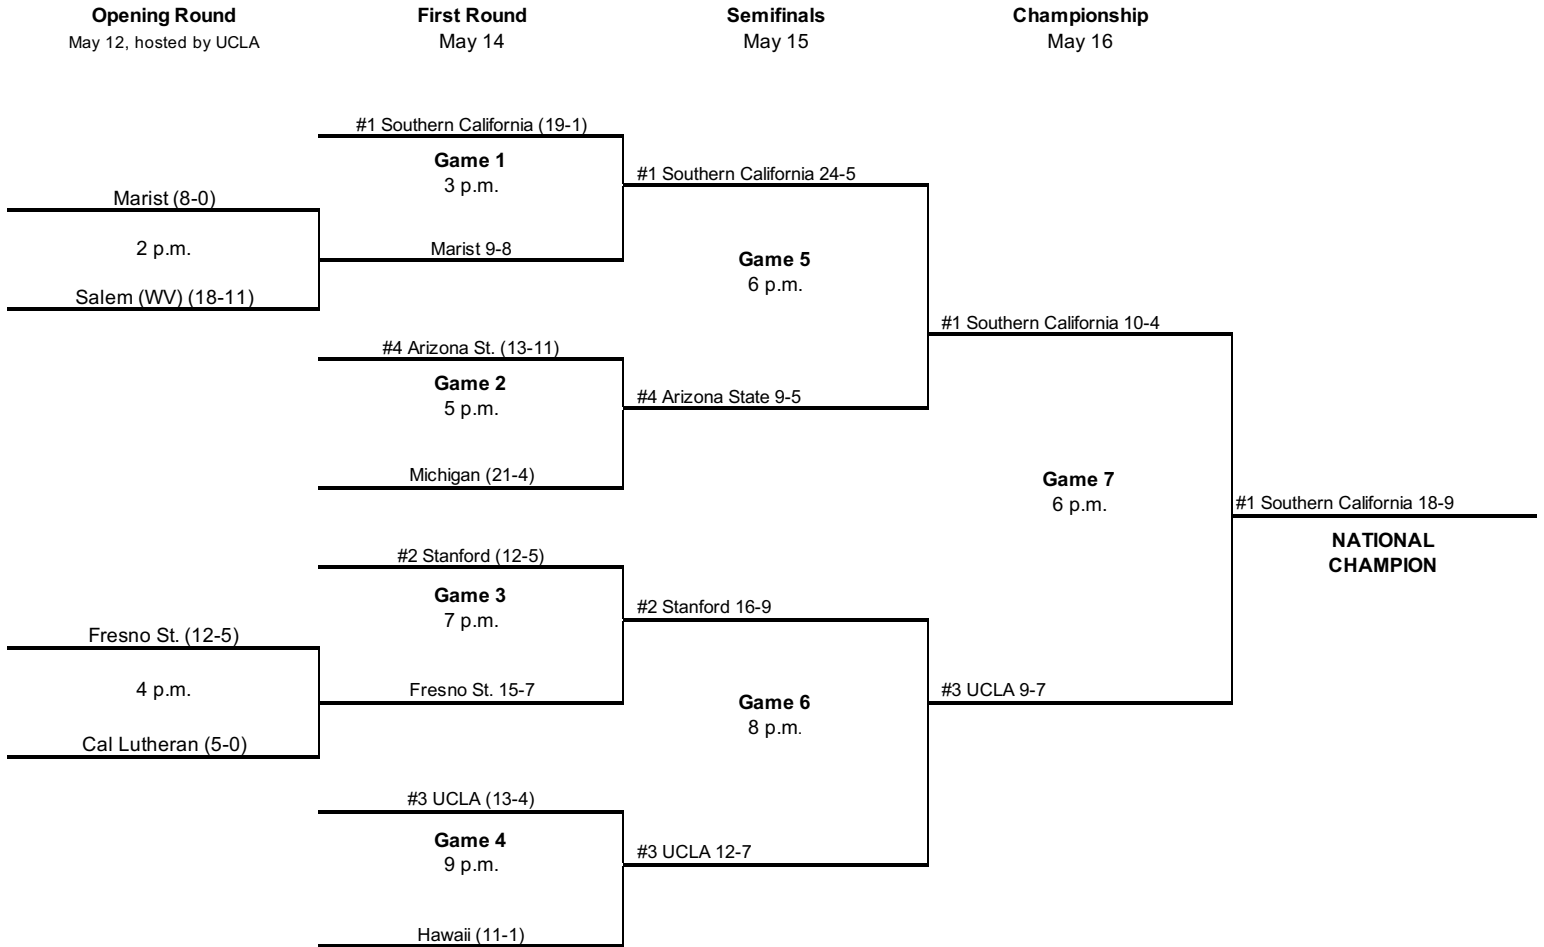 Opening Round
May 12, hosted by UCLA
First Round
May 14
Semifinals
May 15
Championship
May 16
#1 Southern California (19-1)
Game 1
3 p.m.
#1 Southern California 24-5
Marist (8-0)
2 p.m.
Marist 9-8
Game 5
6 p.m.
Salem (WV) (18-11)
#1 Southern California 10-4
#4 Arizona St. (13-11)
Game 2
5 p.m.
#4 Arizona State 9-5
Michigan (21-4)
Game 7
6 p.m.
#1 Southern California 18-9
NATIONAL
CHAMPION
#2 Stanford (12-5)
Game 3
7 p.m.
#2 Stanford 16-9
Fresno St. (12-5)
4 p.m.
Fresno St. 15-7
Game 6
8 p.m.
#3 UCLA 9-7
Cal Lutheran (5-0)
#3 UCLA (13-4)
Game 4
9 p.m.
#3 UCLA 12-7
Hawaii (11-1)